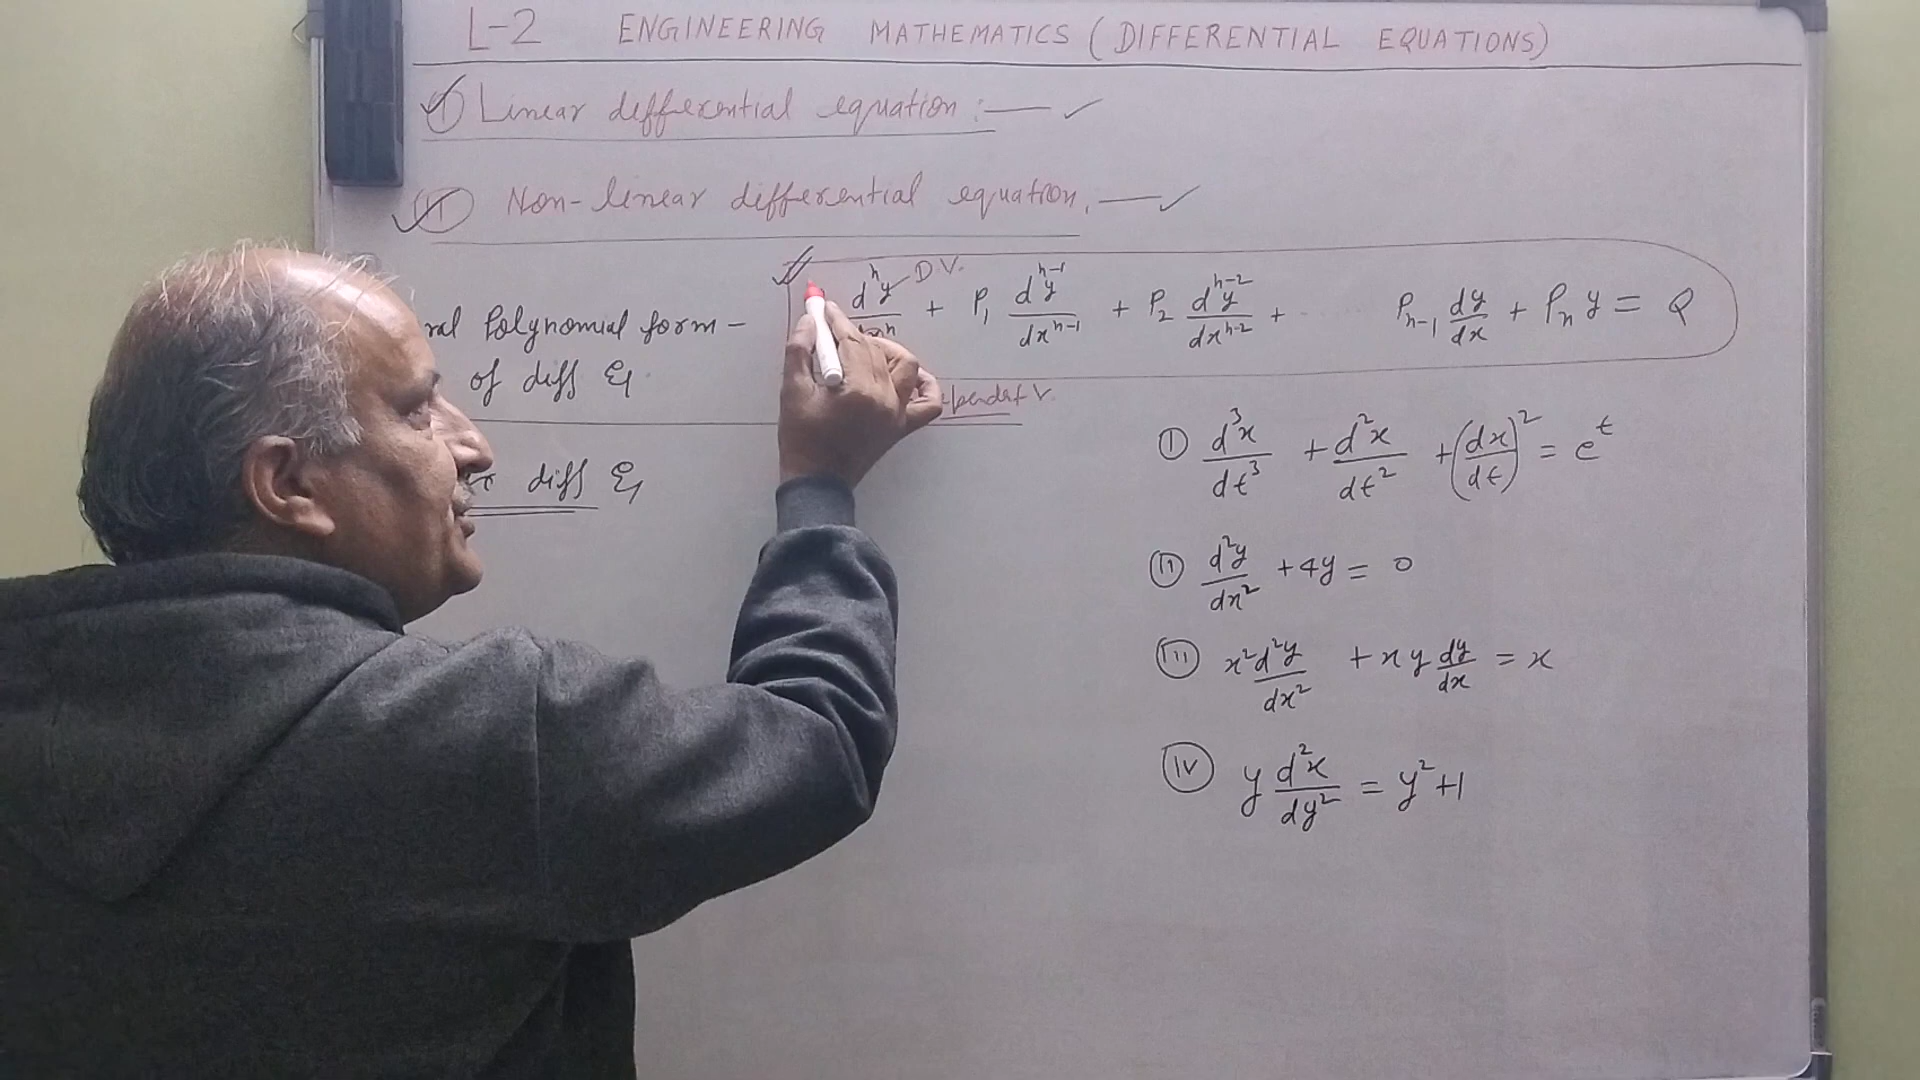 L-2 ENGINEERING MATHEMATICS (DIFFERENTIAL EQUATIONS)
Ⓘ Linear differential equation :— ✓
Ⓘⓘ Non-linear differential equation. — ✓
ral Polynomial form – dⁿy/dxⁿ + P₁ dⁿ⁻¹y/dxⁿ⁻¹ + P₂ dⁿ⁻²y/dxⁿ⁻² + ...... Pₙ₋₁ dy/dx + Pₙ y = Q
D.V.
of diff Eq
ependent V.
diff Eq
Ⓘ d³x/dt³ + d²x/dt² + (dx/dt)² = eᵗ
(II) d²y/dx² + 4y = 0
(III) x² d²y/dx² + xy dy/dx = x
(IV) y d²x/dy² = y² + 1